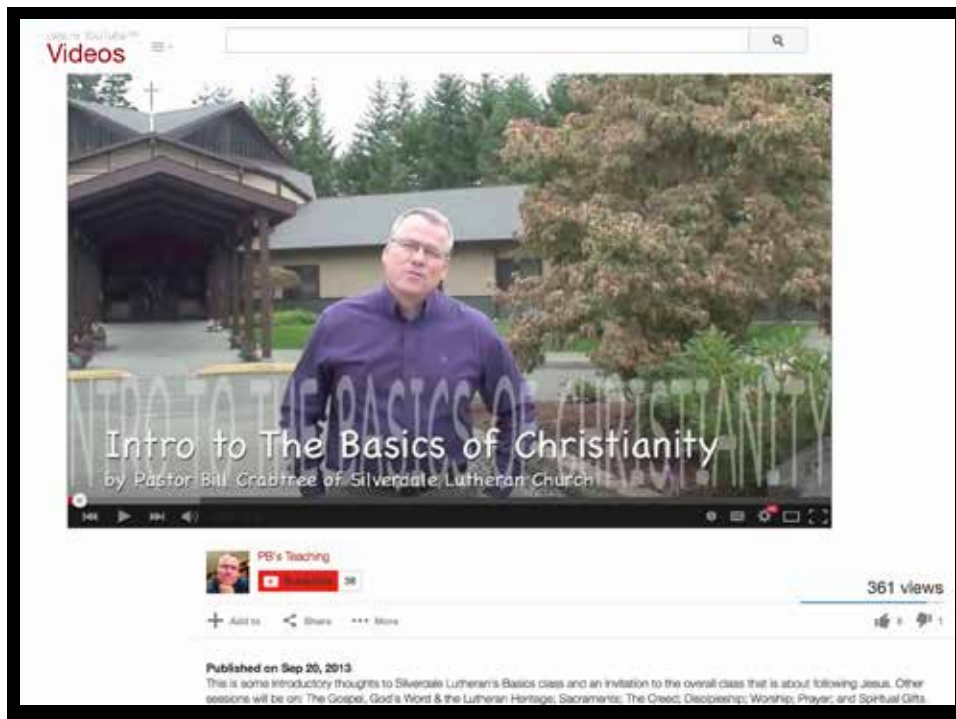 Videos
INTRO TO THE BASICS OF CHRISTIANITY
Intro to The Basics of Christianity
by Pastor Bill Crabtree of Silverdale Lutheran Church
PB's Teaching
38
361 views
Add to Share More 8 1
Published on Sep 20, 2013
This is some introductory thoughts to Silverdale Lutheran's Basics class and an invitation to the overall class that is about following Jesus. Other
sessions will be on: The Gospel, God's Word & the Lutheran Heritage; Sacraments; The Creed; Discipleship; Worship; Prayer; and Spiritual Gifts.